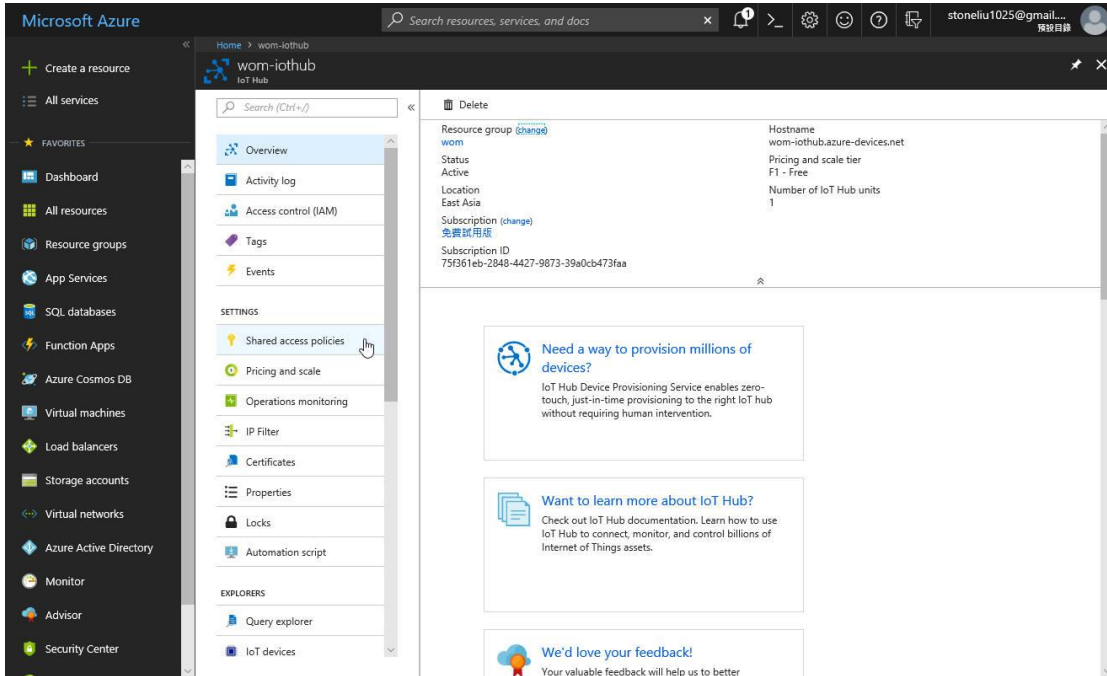 Microsoft Azure
Search resources, services, and docs
1
stoneliu1025@gmail....
預設目錄
Create a resource
All services
FAVORITES
Dashboard
All resources
Resource groups
App Services
SQL databases
Function Apps
Azure Cosmos DB
Virtual machines
Load balancers
Storage accounts
Virtual networks
Azure Active Directory
Monitor
Advisor
Security Center
Home > wom-iothub
wom-iothub
IoT Hub
Search (Ctrl+/)
Overview
Activity log
Access control (IAM)
Tags
Events
SETTINGS
Shared access policies
Pricing and scale
Operations monitoring
IP Filter
Certificates
Properties
Locks
Automation script
EXPLORERS
Query explorer
IoT devices
Delete
Resource group (change)
wom
Status
Active
Location
East Asia
Subscription (change)
免費試用版
Subscription ID
75f361eb-2848-4427-9873-39a0cb473faa
Hostname
wom-iothub.azure-devices.net
Pricing and scale tier
F1 - Free
Number of IoT Hub units
1
Need a way to provision millions of
devices?
IoT Hub Device Provisioning Service enables zero-
touch, just-in-time provisioning to the right IoT hub
without requiring human intervention.
Want to learn more about IoT Hub?
Check out IoT Hub documentation. Learn how to use
IoT Hub to connect, monitor, and control billions of
Internet of Things assets.
We'd love your feedback!
Your valuable feedback will help us to better